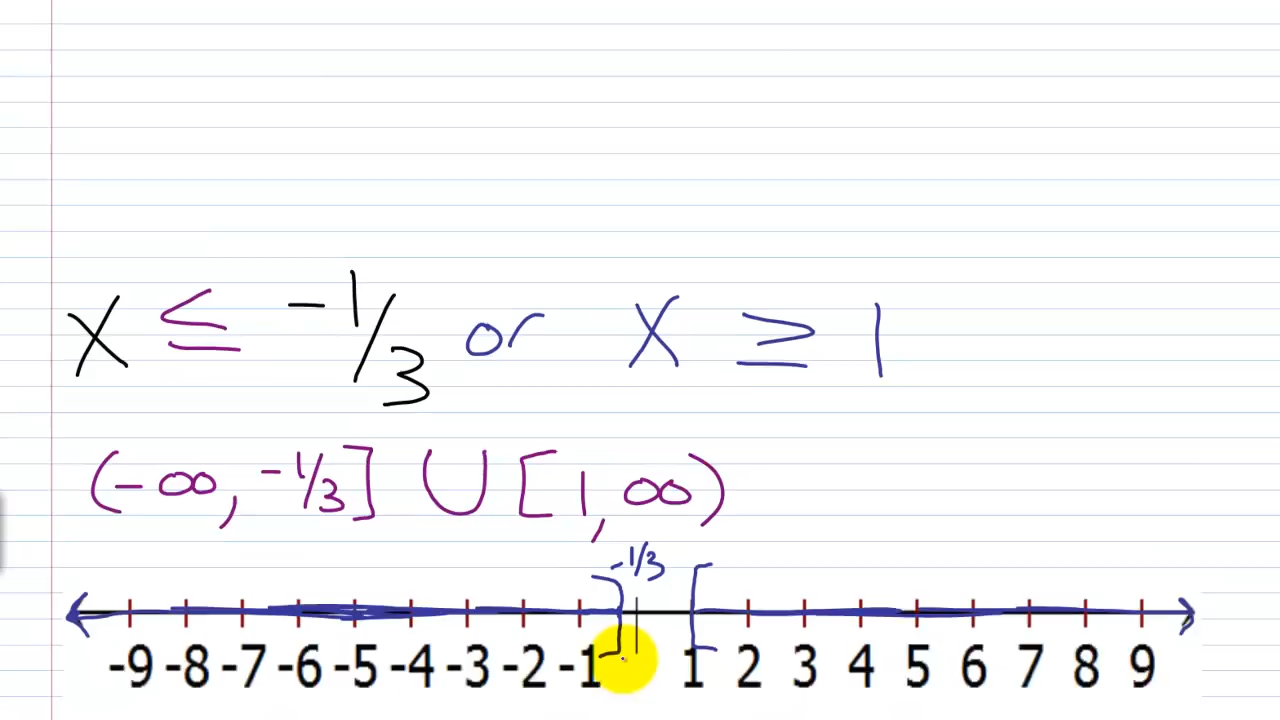 X ≤ -1/3 or X ≥ 1
(-∞, -1/3] ∪ [1, ∞)
-1/3
] [
-9 -8 -7 -6 -5 -4 -3 -2 -1 1 2 3 4 5 6 7 8 9